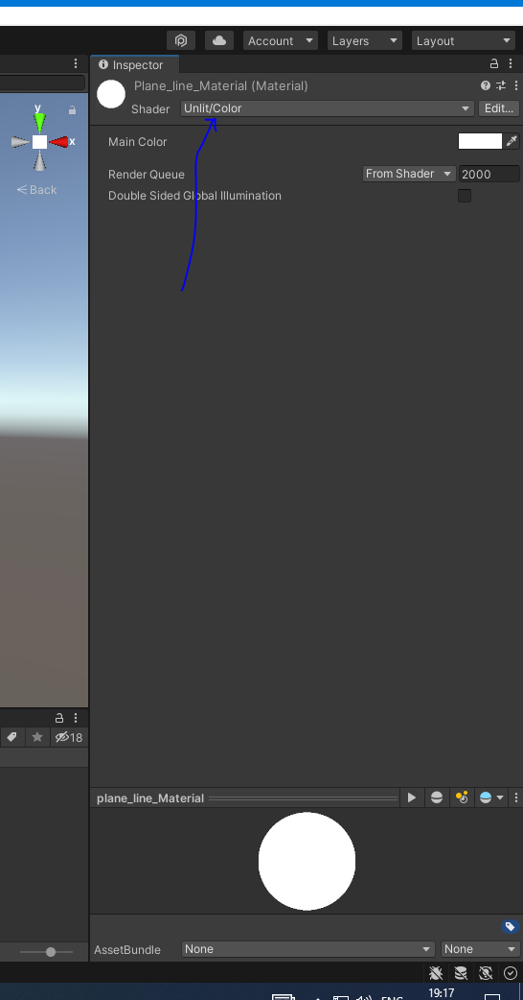 Account Layers Layout
Inspector
Plane_line_Material (Material)
Shader Unlit/Color Edit...
Main Color
Render Queue From Shader 2000
Double Sided Global Illumination
y
x
Back
18
plane_line_Material
AssetBundle None None
19:17
ENG